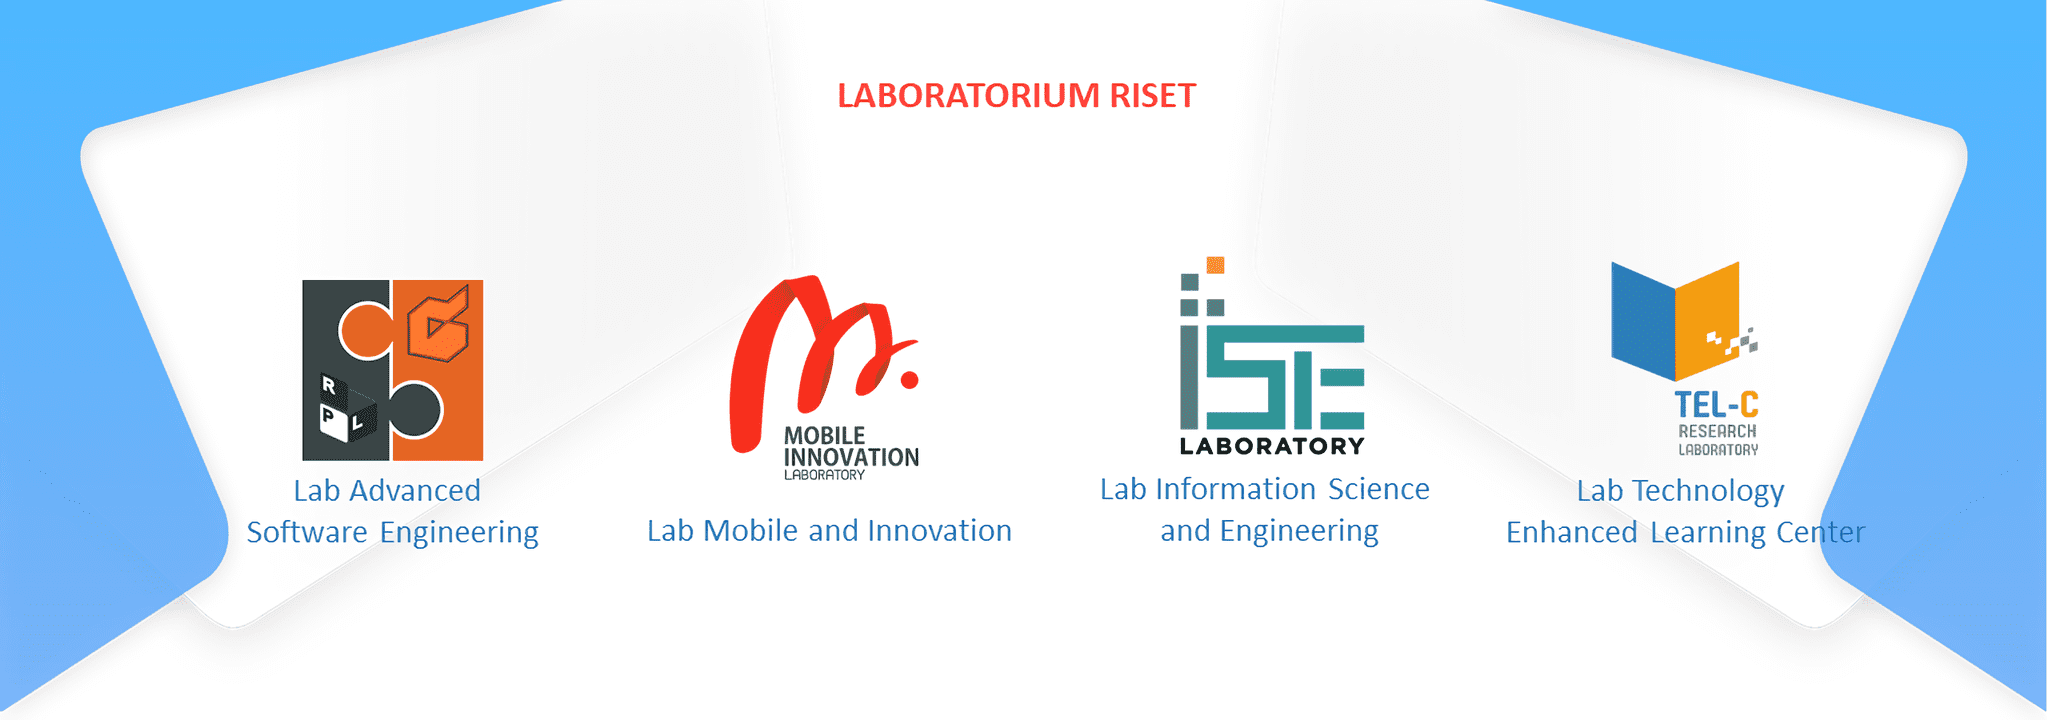 LABORATORIUM RISET
R
P L
Lab Advanced
Software Engineering
m.
MOBILE
INNOVATION
LABORATORY
Lab Mobile and Innovation
iSE
LABORATORY
Lab Information Science
and Engineering
TEL-C
RESEARCH
LABORATORY
Lab Technology
Enhanced Learning Center